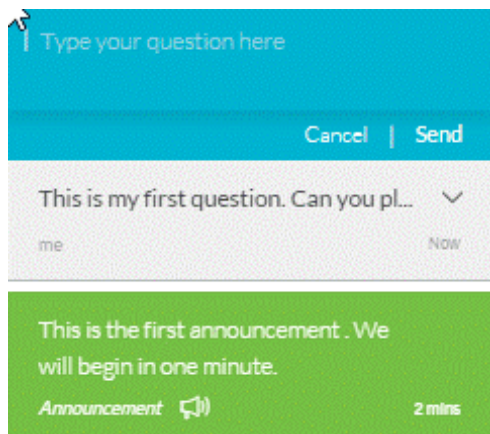 Type your question here
Cancel | Send
This is my first question. Can you pl...
me Now
This is the first announcement . We
will begin in one minute.
Announcement 2 mins